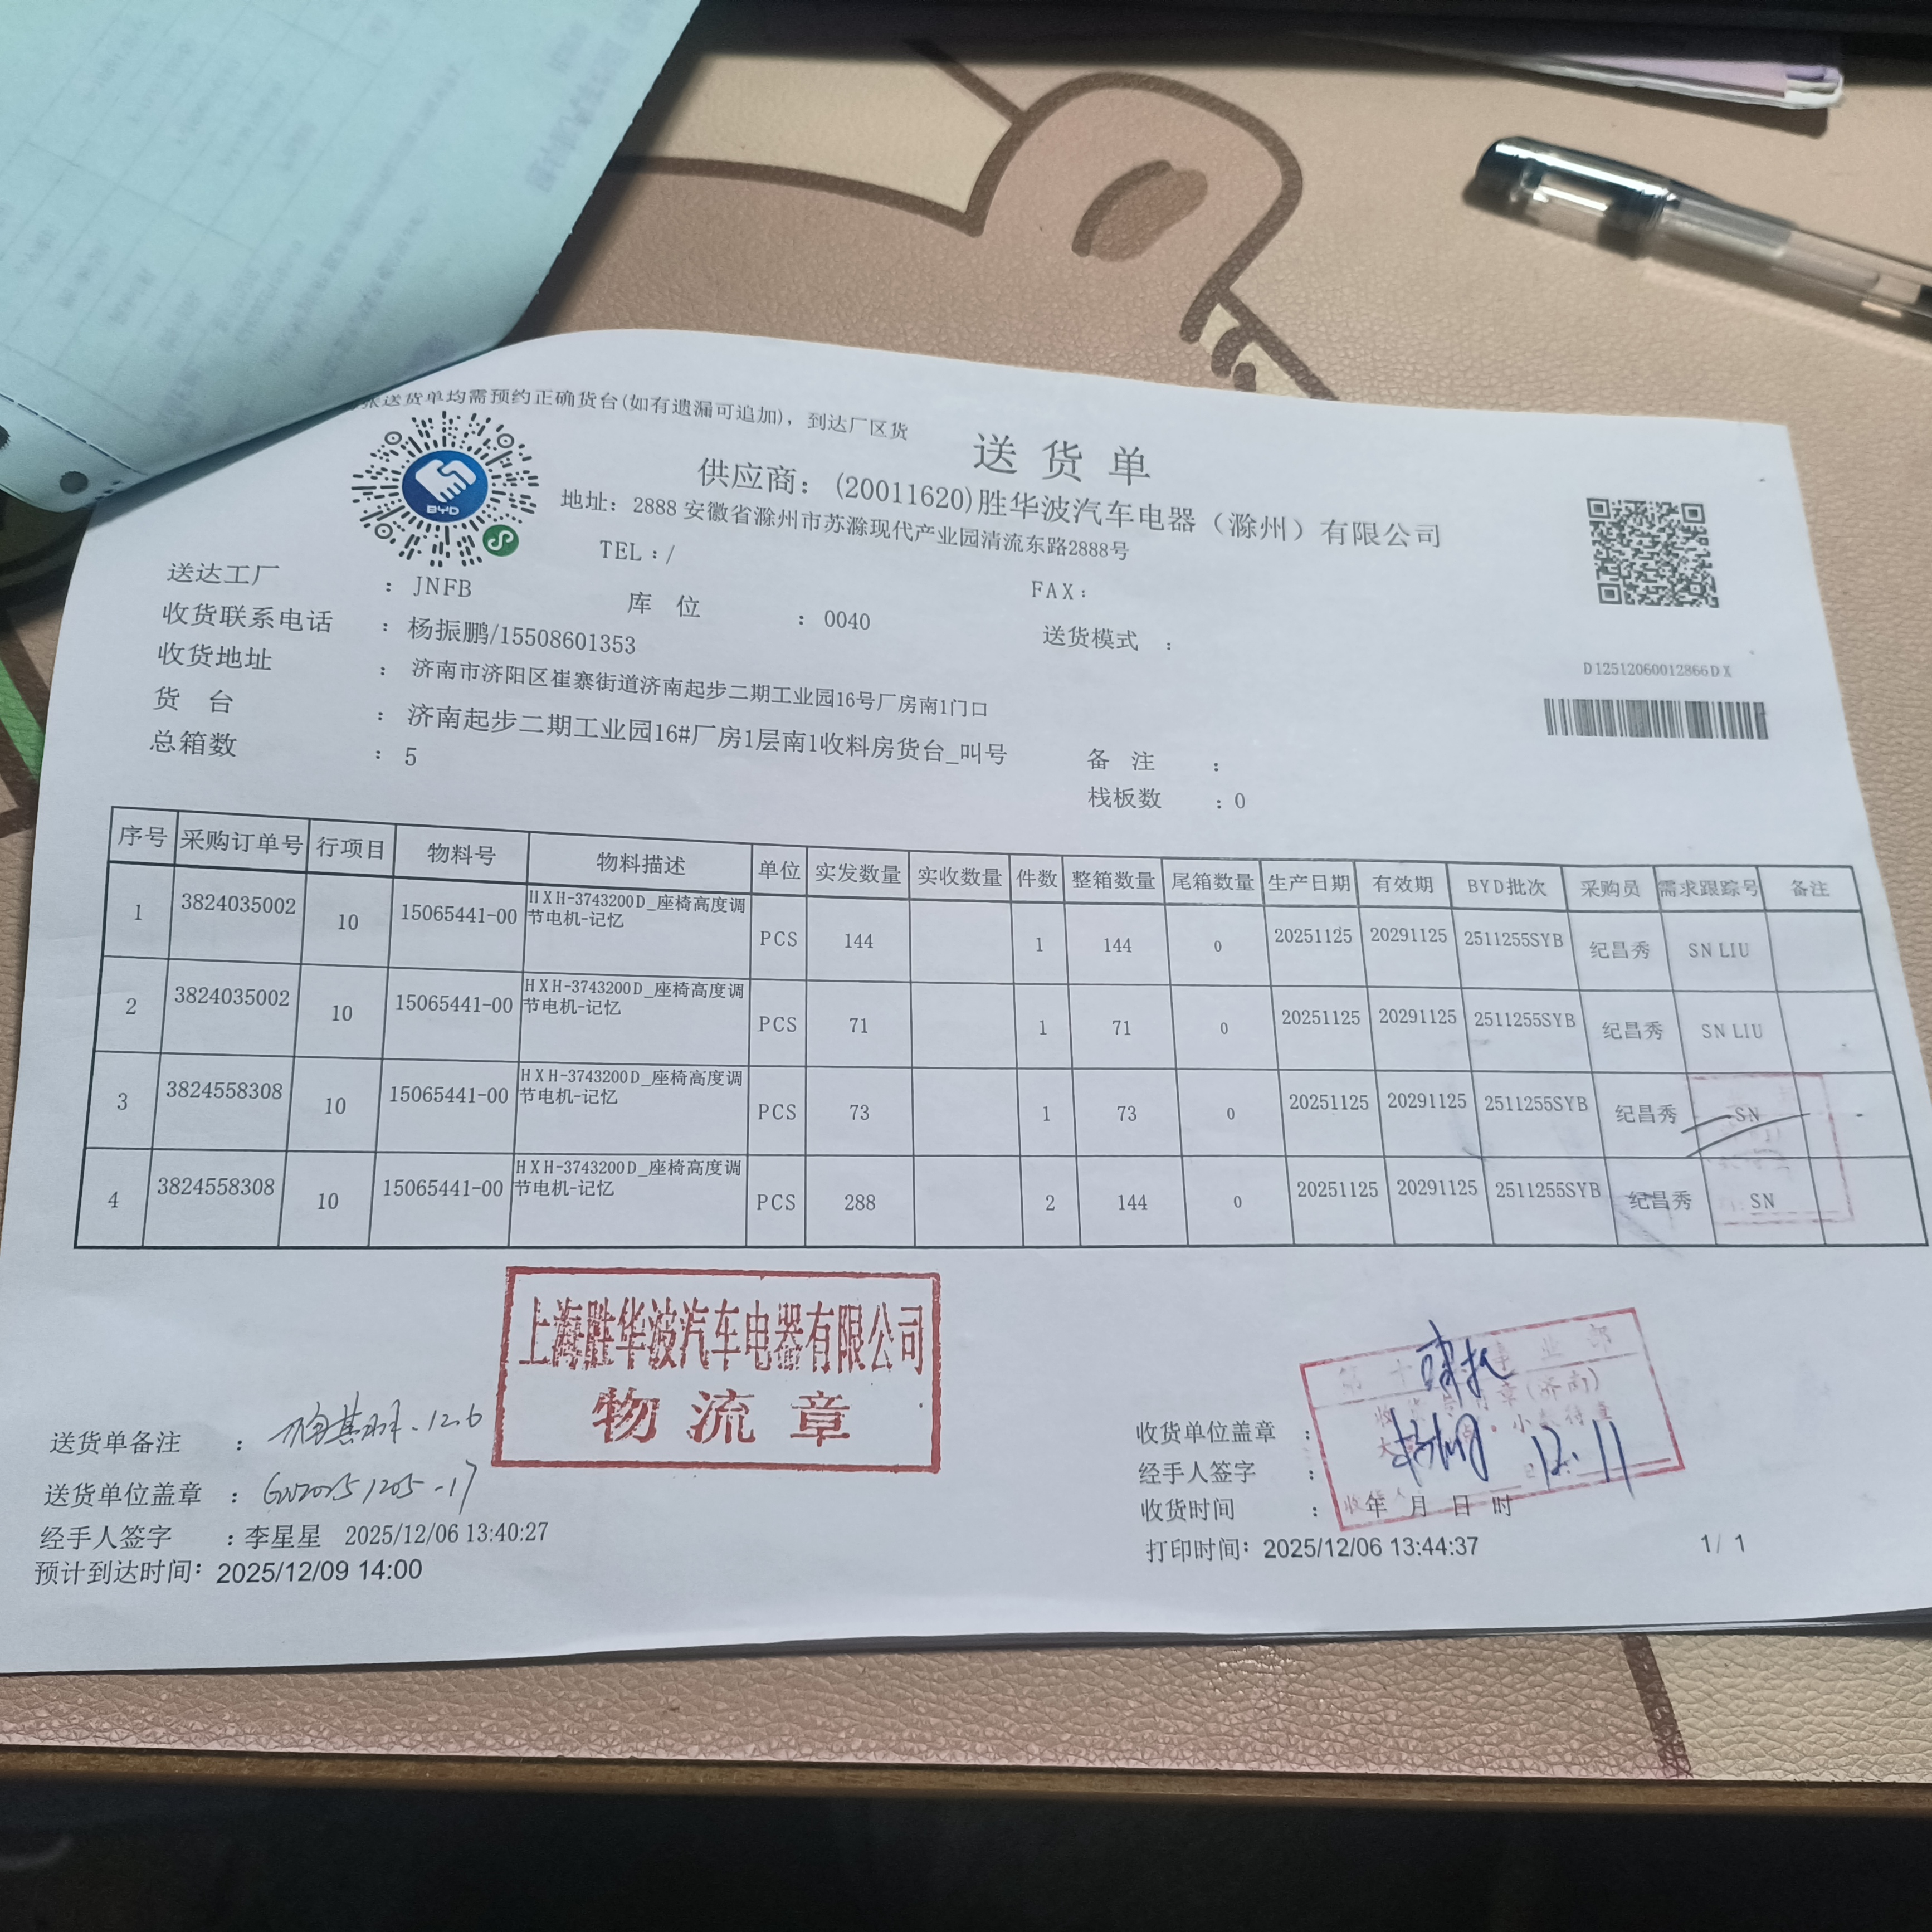 送货单均需预约正确货台(如有遗漏可追加)，到达厂区货
送货单
供应商：(20011620)胜华波汽车电器（滁州）有限公司
地址：2888 安徽省滁州市苏滁现代产业园清流东路2888号
BYD
TEL：/
FAX：
送达工厂 ：JNFB 库 位 ：0040 送货模式 ：
收货联系电话 ：杨振鹏/15508601353
收货地址 ：济南市济阳区崔寨街道济南起步二期工业园16号厂房南1门口
货 台 ：济南起步二期工业园16#厂房1层南1收料房货台_叫号
总箱数 ：5
备 注 ：
栈板数 ：0
D12512060012866DX
序号 采购订单号 行项目 物料号 物料描述 单位 实发数量 实收数量 件数 整箱数量 尾箱数量 生产日期 有效期 BYD批次 采购员 需求跟踪号 备注
1 3824035002 10 15065441-00 HXH-3743200D_座椅高度调节电机-记忆 PCS 144 1 144 0 20251125 20291125 2511255SYB 纪昌秀 SN LIU
2 3824035002 10 15065441-00 HXH-3743200D_座椅高度调节电机-记忆 PCS 71 1 71 0 20251125 20291125 2511255SYB 纪昌秀 SN LIU
3 3824558308 10 15065441-00 HXH-3743200D_座椅高度调节电机-记忆 PCS 73 1 73 0 20251125 20291125 2511255SYB 纪昌秀 SN
4 3824558308 10 15065441-00 HXH-3743200D_座椅高度调节电机-记忆 PCS 288 2 144 0 20251125 20291125 2511255SYB 纪昌秀 SN
上海胜华波汽车电器有限公司
物流章
送货单备注 ： 12.6
送货单位盖章 ：GW20251205-17
经手人签字 ：李星星 2025/12/06 13:40:27
预计到达时间：2025/12/09 14:00
收货单位盖章 ：
经手人签字 ： 12.11
收货时间 ： 年 月 日 时
打印时间：2025/12/06 13:44:37
1/ 1